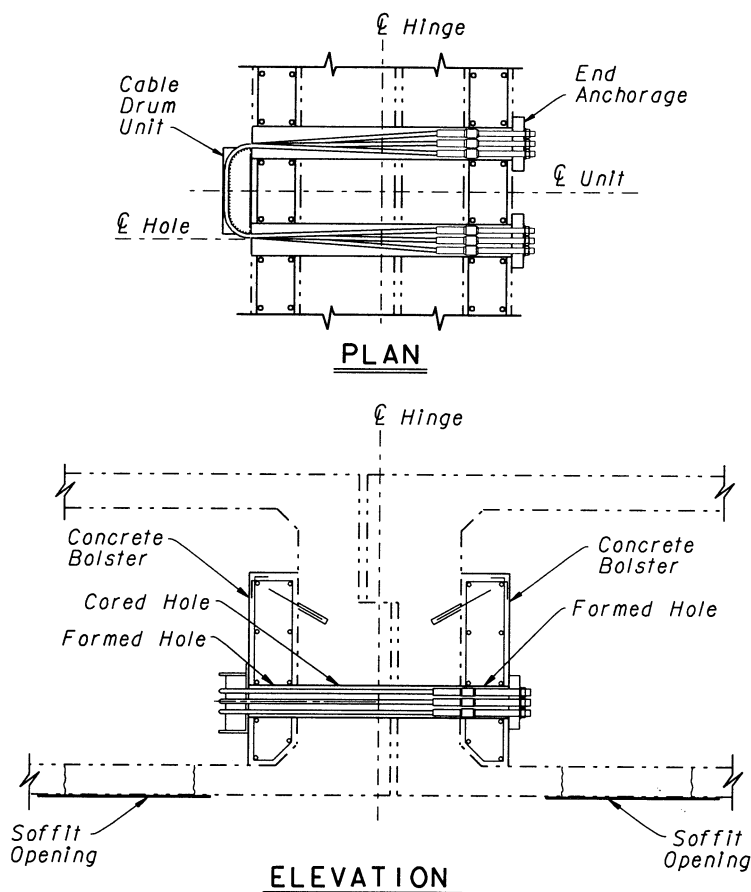 ℄ Hinge
Cable
Drum
Unit
End
Anchorage
℄ Unit
℄ Hole
PLAN
℄ Hinge
Concrete
Bolster
Cored Hole
Formed Hole
Concrete
Bolster
Formed Hole
Soffit
Opening
Soffit
Opening
ELEVATION